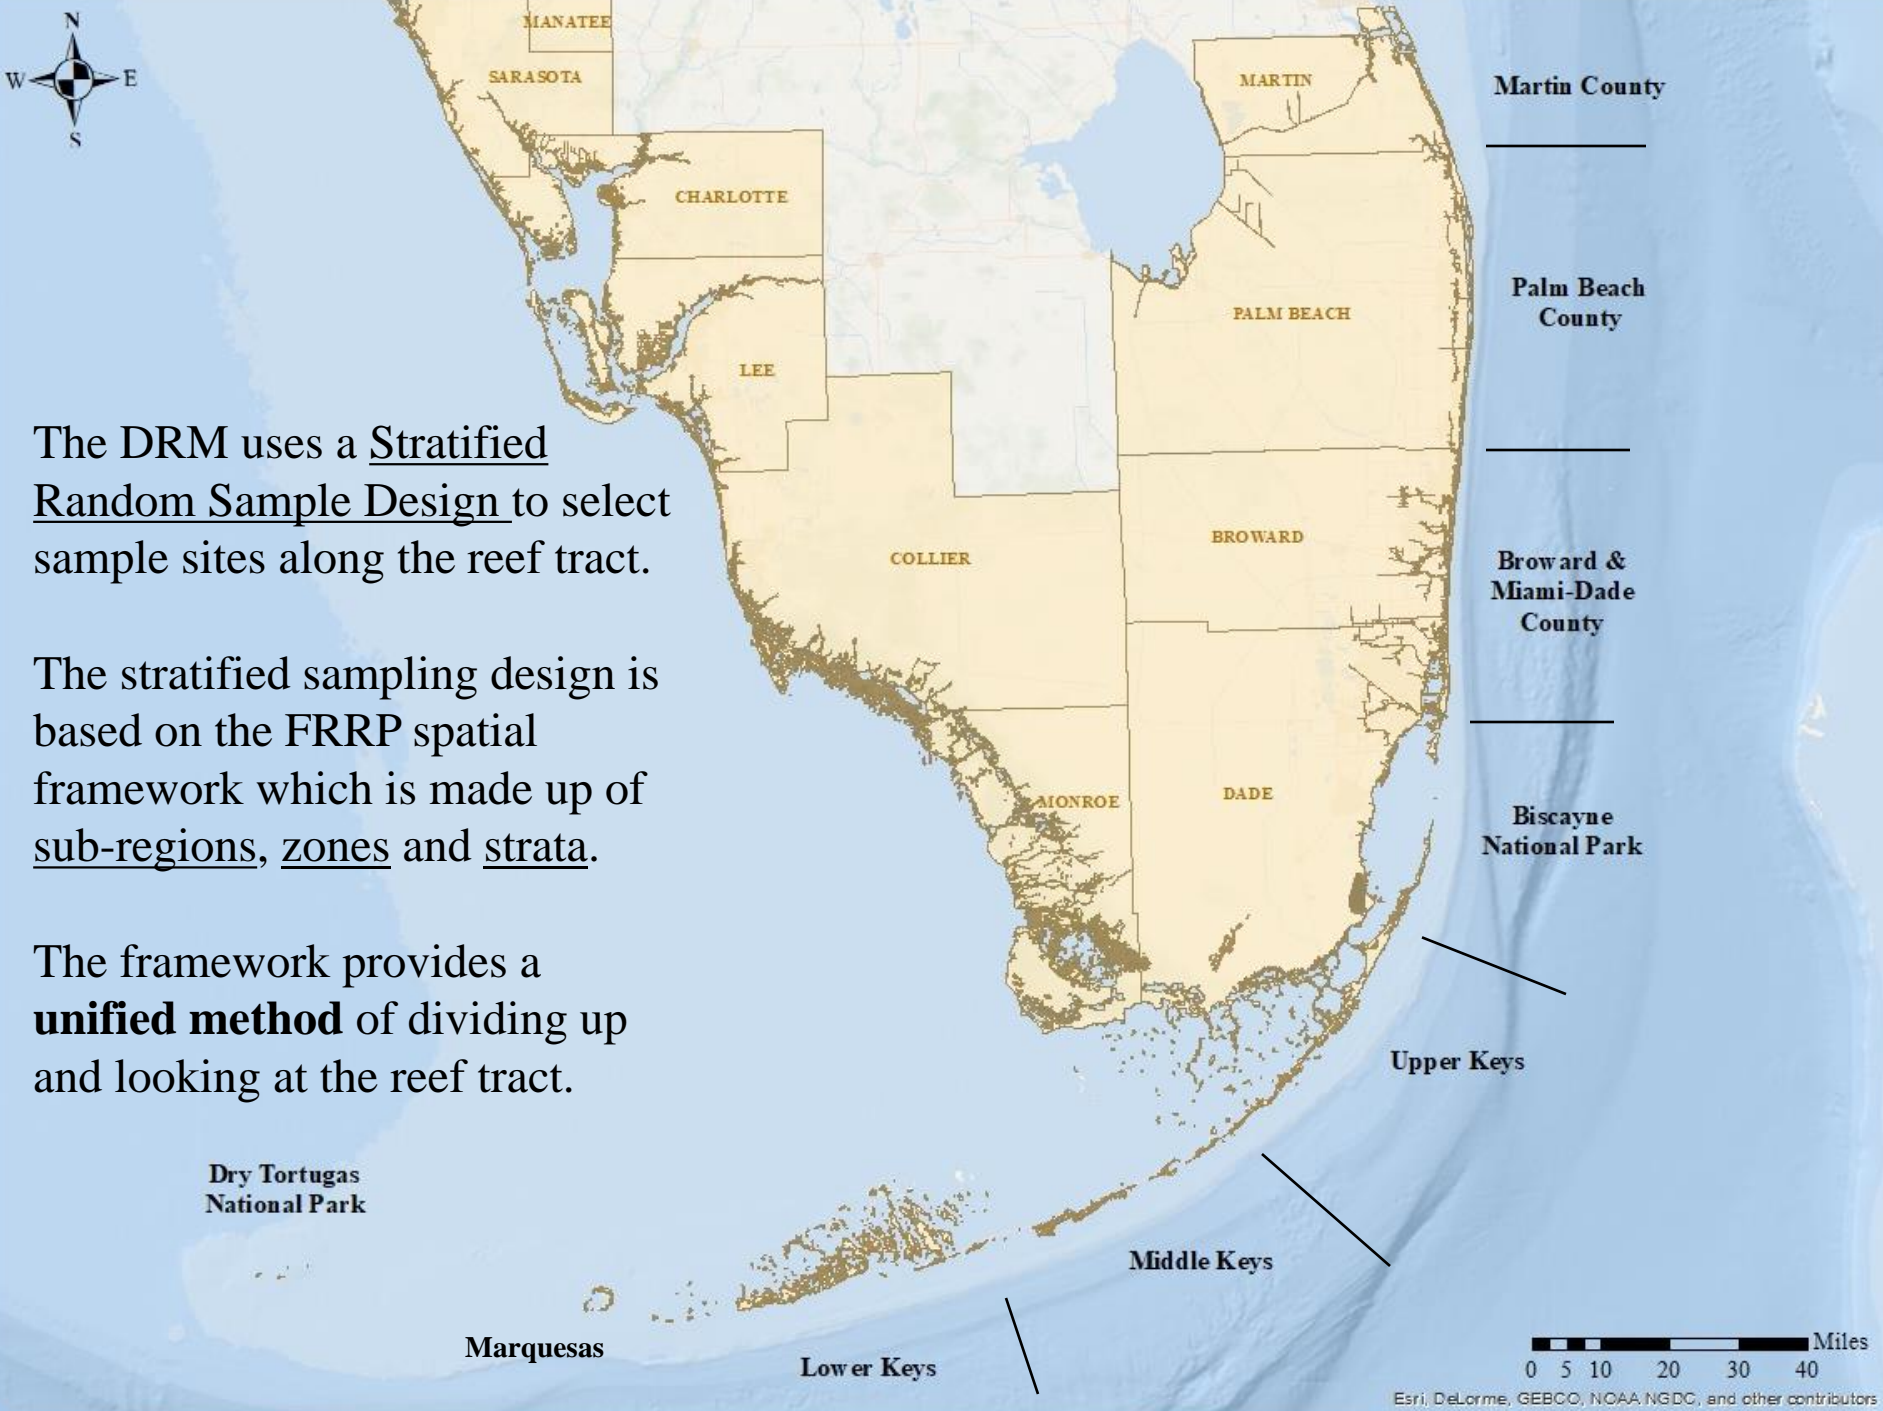 N
W E
S
MANATEE
SARASOTA
CHARLOTTE
LEE
COLLIER
MONROE
MARTIN
PALM BEACH
BROWARD
DADE
Martin County
Palm Beach
County
Broward &
Miami-Dade
County
Biscayne
National Park
Upper Keys
Middle Keys
Lower Keys
Marquesas
Dry Tortugas
National Park
The DRM uses a Stratified
Random Sample Design to select
sample sites along the reef tract.
The stratified sampling design is
based on the FRRP spatial
framework which is made up of
sub-regions, zones and strata.
The framework provides a
unified method of dividing up
and looking at the reef tract.
Miles
0 5 10 20 30 40
Esri, DeLorme, GEBCO, NOAA NGDC, and other contributors